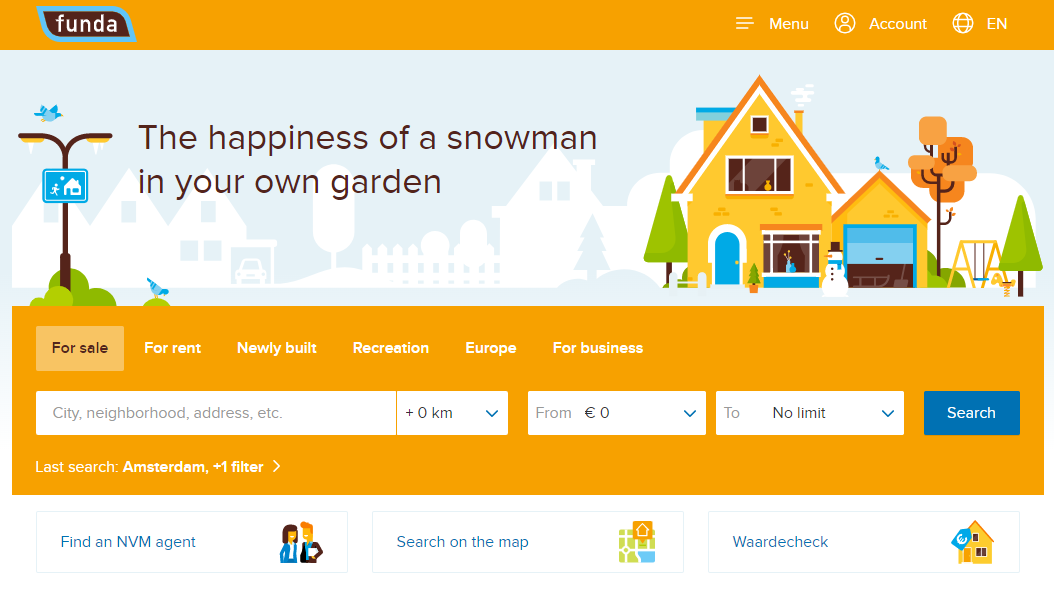 funda
Menu Account EN
The happiness of a snowman
in your own garden
For sale For rent Newly built Recreation Europe For business
City, neighborhood, address, etc. + 0 km From € 0 To No limit Search
Last search: Amsterdam, +1 filter
Find an NVM agent Search on the map Waardecheck